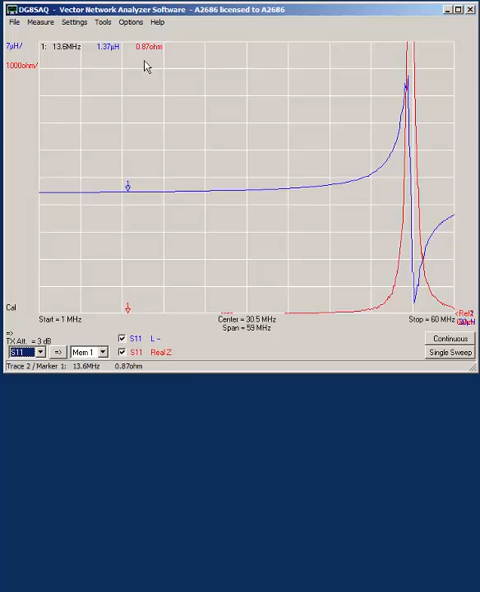 DG8SAQ - Vector Network Analyzer Software - A2686 licensed to A2686
File Measure Settings Tools Options Help
7µH/ 1: 13.6MHz 1.37µH 0.87ohm
1000ohm/
1
1
Cal
<Ref2
Start = 1 MHz Center = 30.5 MHz Stop = 60 MHz
Span = 59 MHz
=>
TX Att. = 3 dB
S11 L ~ Continuous
S11 => Mem 1 S11 Real Z Single Sweep
Trace 2 / Marker 1: 13.6MHz 0.87ohm